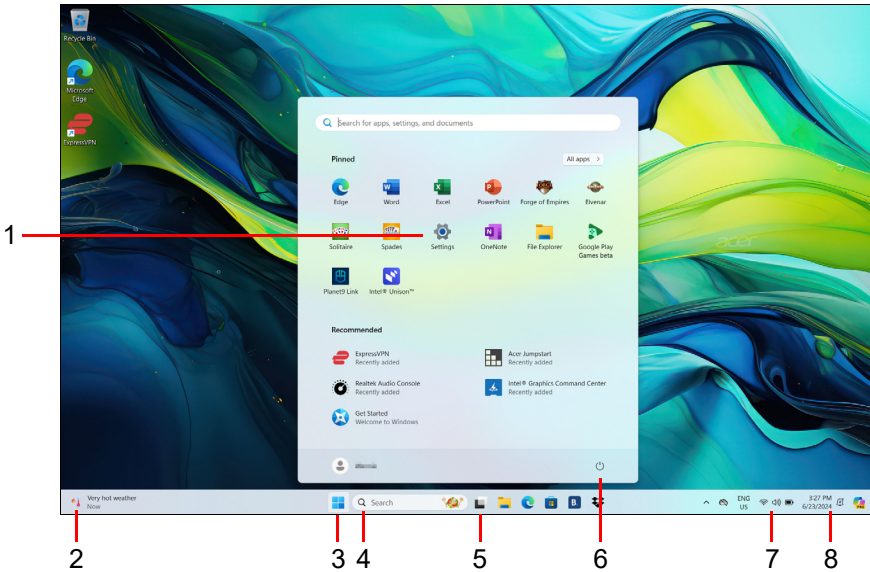 Recycle Bin
Microsoft
Edge
ExpressVPN
Search for apps, settings, and documents
Pinned
All apps >
Edge
Word
Excel
PowerPoint
Forge of Empires
Elvenar
Solitaire
Spades
Settings
OneNote
File Explorer
Google Play
Games beta
Planet9 Link
Intel® Unison™
Recommended
ExpressVPN
Recently added
Acer Jumpstart
Recently added
Realtek Audio Console
Recently added
Intel® Graphics Command Center
Recently added
Get Started
Welcome to Windows
acer
Very hot weather
Now
Search
B
ENG
US
3:27 PM
6/23/2024
1
2
3
4
5
6
7
8